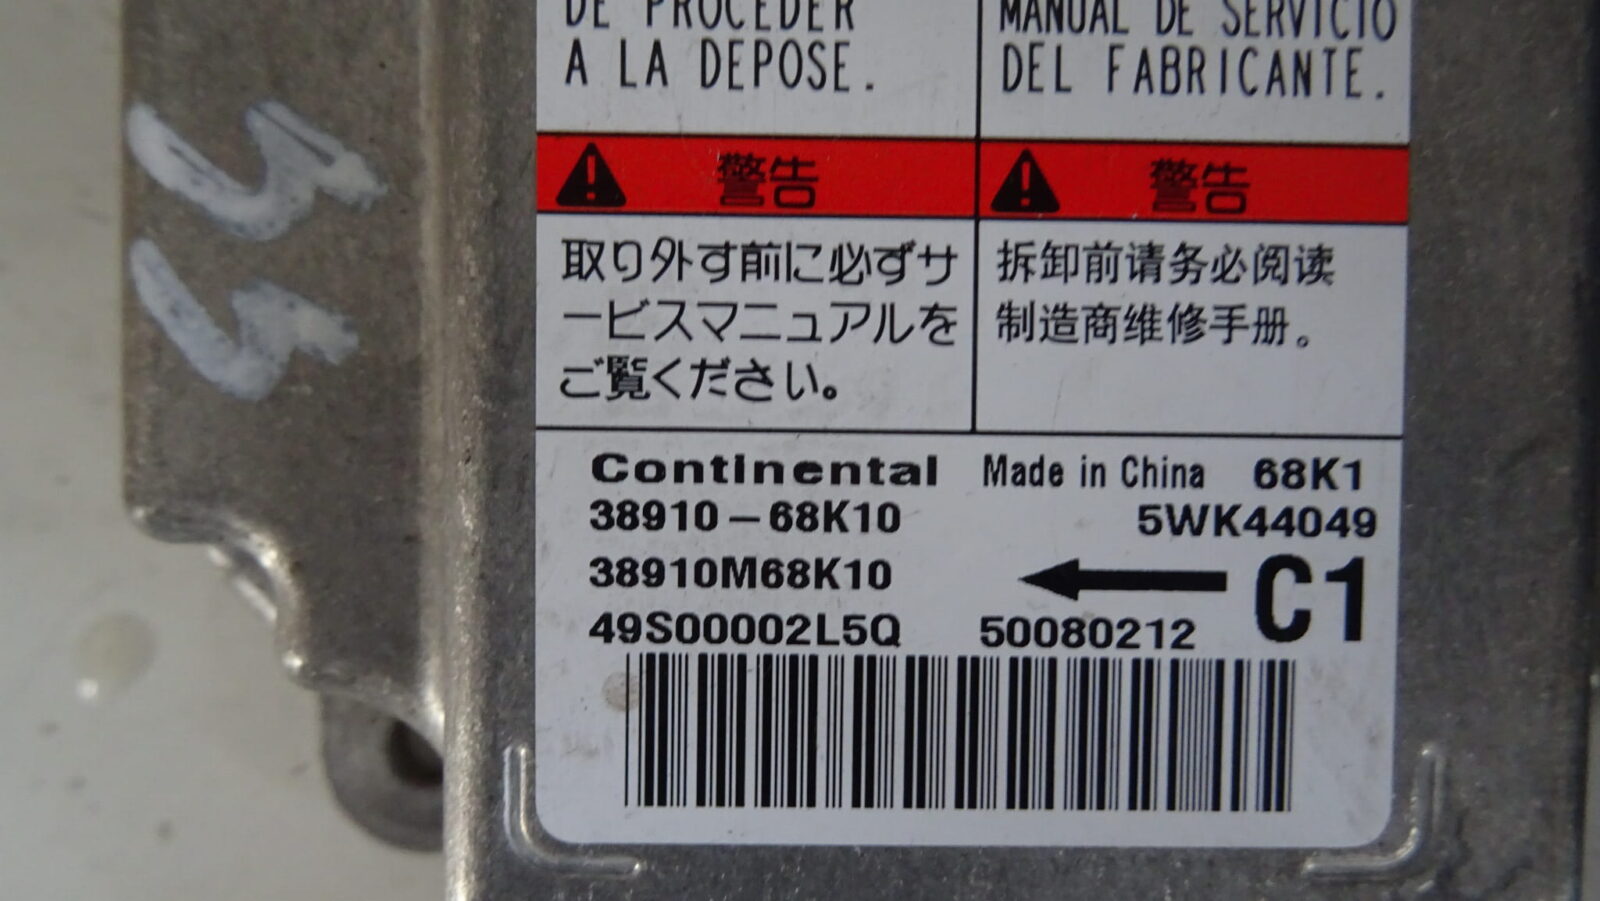 DE PROCEDER
A LA DEPOSE.
MANUAL DE SERVICIO
DEL FABRICANTE.
警告
取り外す前に必ずサ
ービスマニュアルを
ご覧ください。
警告
拆卸前请务必阅读
制造商维修手册。
Continental Made in China 68K1
38910-68K10 5WK44049
38910M68K10
C1
49S00002L5Q 50080212